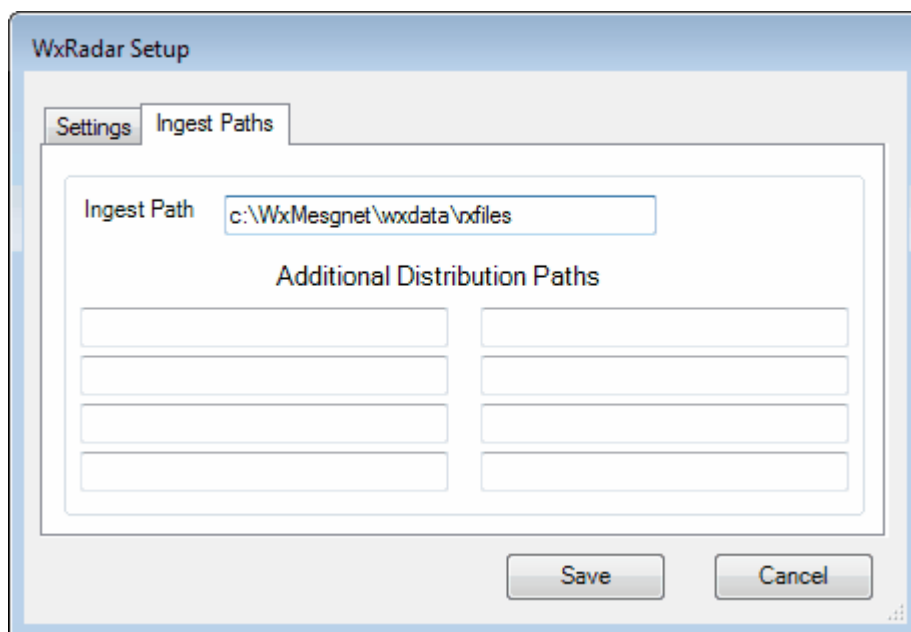 WxRadar Setup
Settings
Ingest Paths
Ingest Path
c:\WxMesgnet\wxdata\rxfiles
Additional Distribution Paths
Save
Cancel